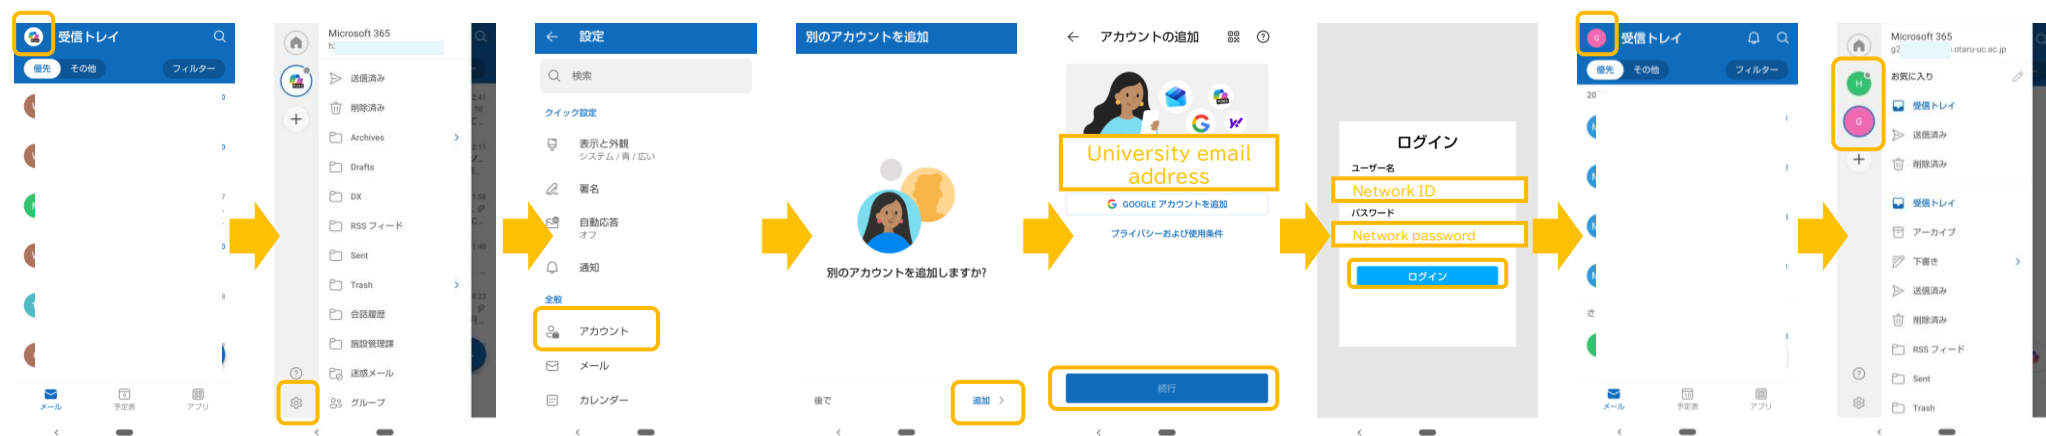 受信トレイ
優先
その他
フィルター
メール
予定表
アプリ
Microsoft 365
送信済み
削除済み
Archives
Drafts
DX
RSS フィード
Sent
Trash
会話履歴
施設管理課
迷惑メール
グループ
設定
検索
クイック設定
表示と外観
システム / 青 / 広い
署名
自動応答
オフ
通知
全般
アカウント
メール
カレンダー
別のアカウントを追加
別のアカウントを追加しますか?
後で
追加
アカウントの追加
University email
address
GOOGLE アカウントを追加
プライバシーおよび使用条件
続行
ログイン
ユーザー名
Network ID
パスワード
Network password
ログイン
G
受信トレイ
優先
その他
フィルター
メール
予定表
アプリ
Microsoft 365
g2
.otaru-uc.ac.jp
お気に入り
H
受信トレイ
G
送信済み
削除済み
受信トレイ
アーカイブ
下書き
送信済み
削除済み
RSS フィード
Sent
Trash